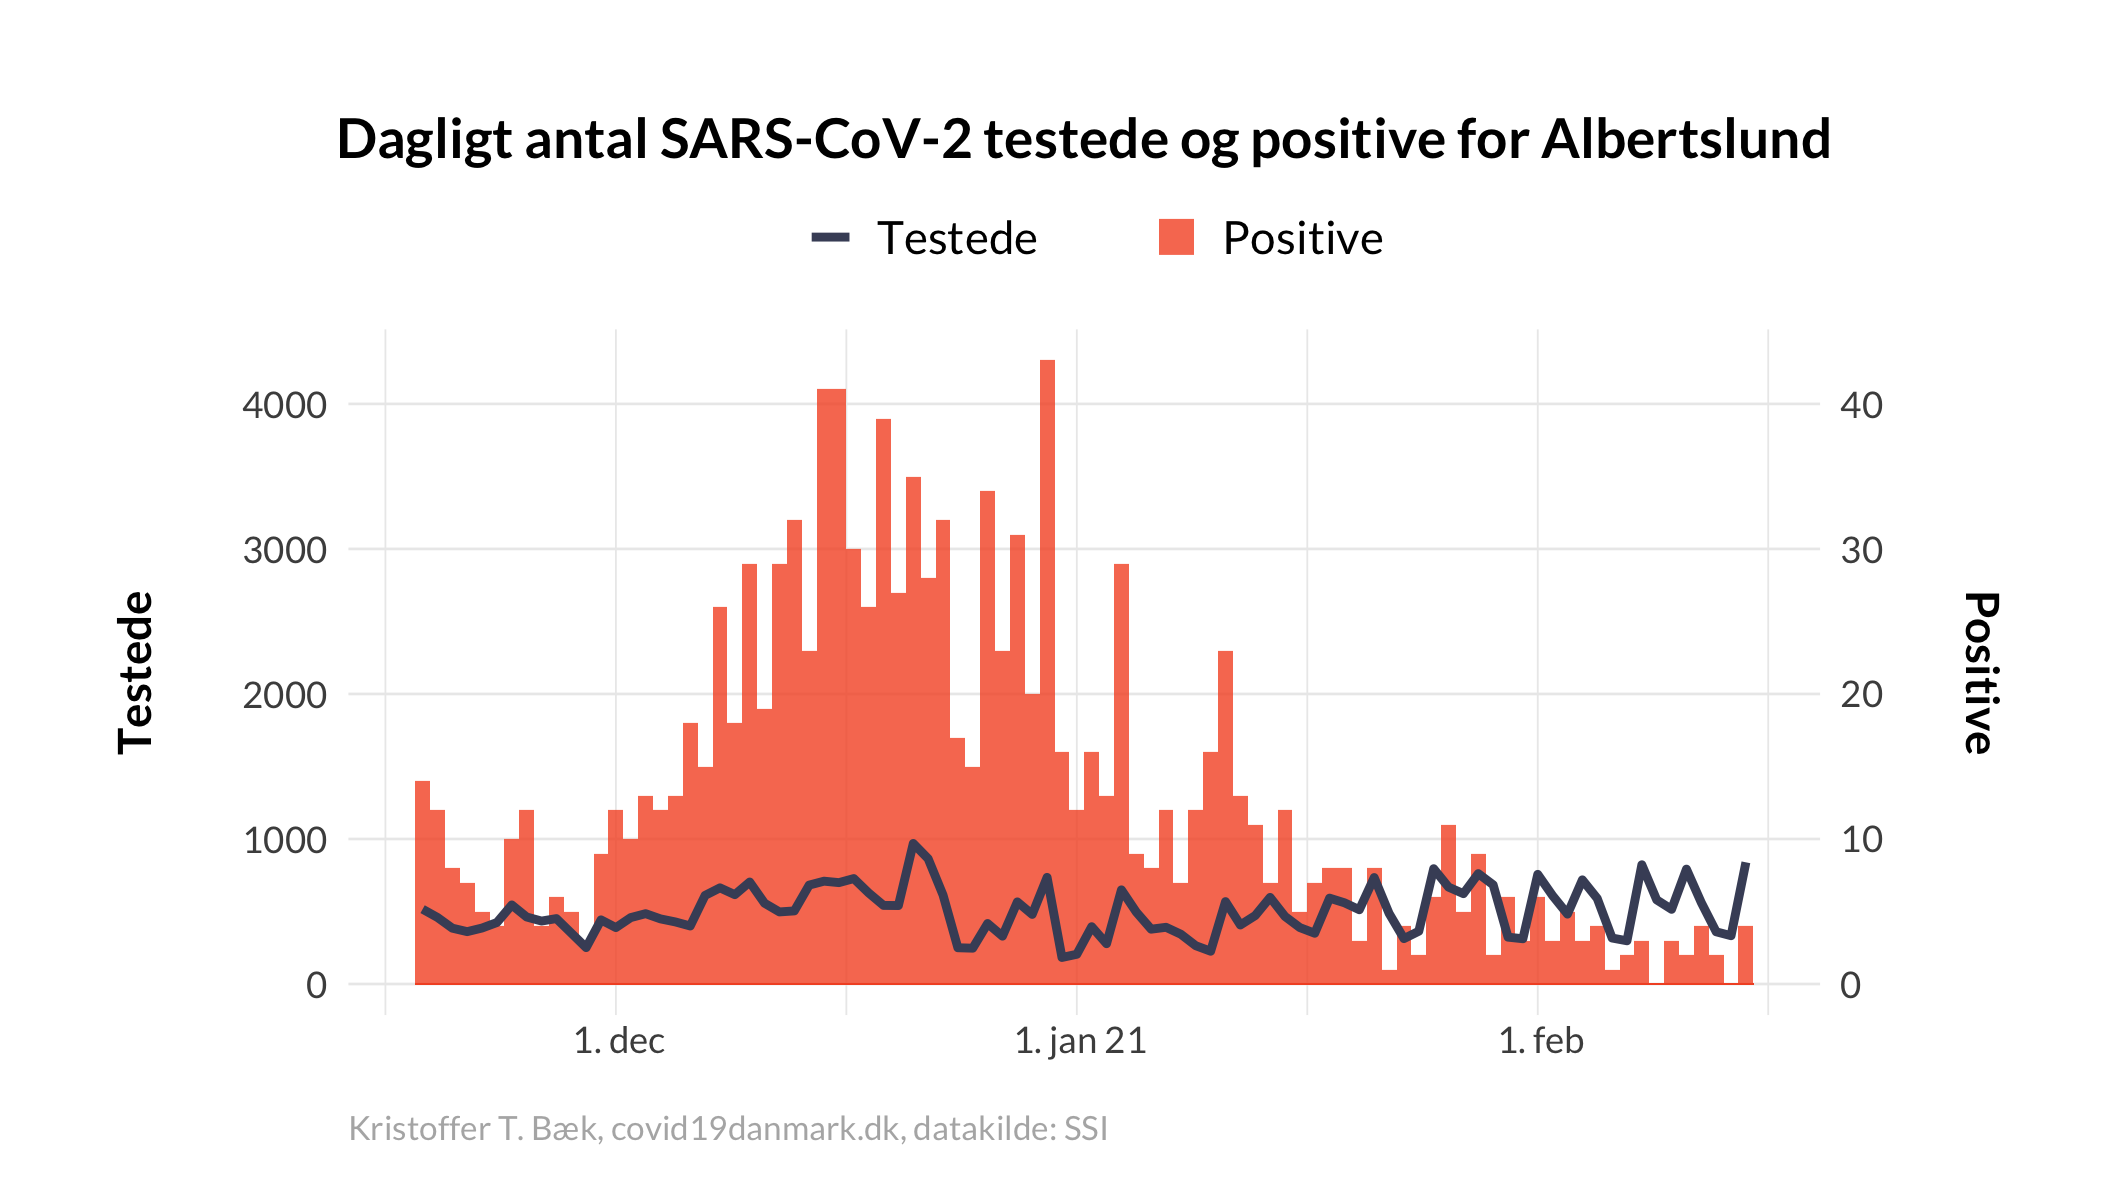 Dagligt antal SARS-CoV-2 testede og positive for Albertslund
Testede
Positive
4000
3000
2000
1000
0
Testede
40
30
20
10
0
Positive
1. dec
1. jan 21
1. feb
Kristoffer T. Bæk, covid19danmark.dk, datakilde: SSI